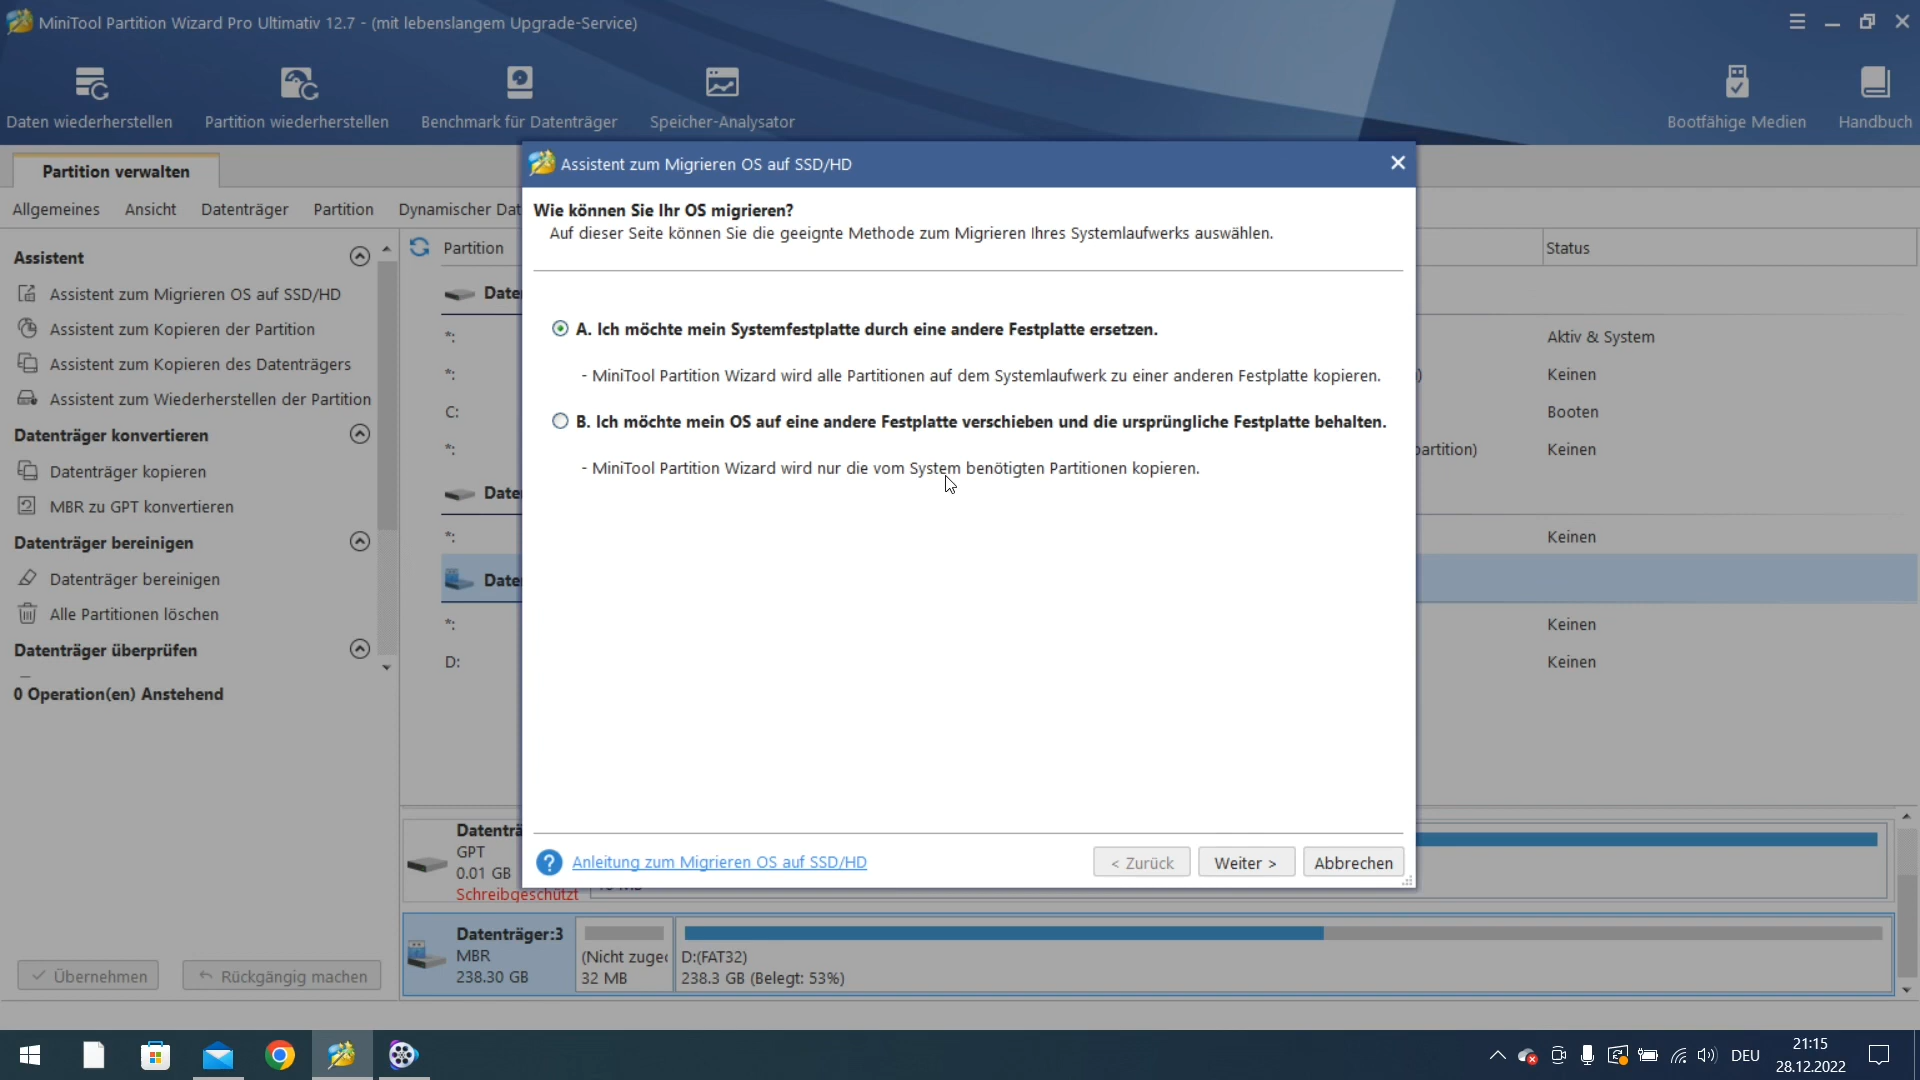 MiniTool Partition Wizard Pro Ultimativ 12.7 - (mit lebenslangem Upgrade-Service)
Daten wiederherstellen
Partition wiederherstellen
Benchmark für Datenträger
Speicher-Analysator
Bootfähige Medien
Handbuch
Partition verwalten
Allgemeines
Ansicht
Datenträger
Partition
Dynamischer Dat
Assistent
Assistent zum Migrieren OS auf SSD/HD
Assistent zum Kopieren der Partition
Assistent zum Kopieren des Datenträgers
Assistent zum Wiederherstellen der Partition
Datenträger konvertieren
Datenträger kopieren
MBR zu GPT konvertieren
Datenträger bereinigen
Datenträger bereinigen
Alle Partitionen löschen
Datenträger überprüfen
0 Operation(en) Anstehend
Übernehmen
Rückgängig machen
Partition
Status
Date
*:
Aktiv & System
*:
)
Keinen
C:
Booten
*:
partition)
Keinen
Date
*:
Keinen
Date
*:
Keinen
D:
Keinen
Assistent zum Migrieren OS auf SSD/HD
Wie können Sie Ihr OS migrieren?
Auf dieser Seite können Sie die geeignte Methode zum Migrieren Ihres Systemlaufwerks auswählen.
A. Ich möchte mein Systemfestplatte durch eine andere Festplatte ersetzen.
- MiniTool Partition Wizard wird alle Partitionen auf dem Systemlaufwerk zu einer anderen Festplatte kopieren.
B. Ich möchte mein OS auf eine andere Festplatte verschieben und die ursprüngliche Festplatte behalten.
- MiniTool Partition Wizard wird nur die vom System benötigten Partitionen kopieren.
Anleitung zum Migrieren OS auf SSD/HD
< Zurück
Weiter >
Abbrechen
Datenträ
GPT
0.01 GB
Schreibgeschützt
Datenträger:3
MBR
238.30 GB
(Nicht zugeo
32 MB
D:(FAT32)
238.3 GB (Belegt: 53%)
DEU
21:15
28.12.2022